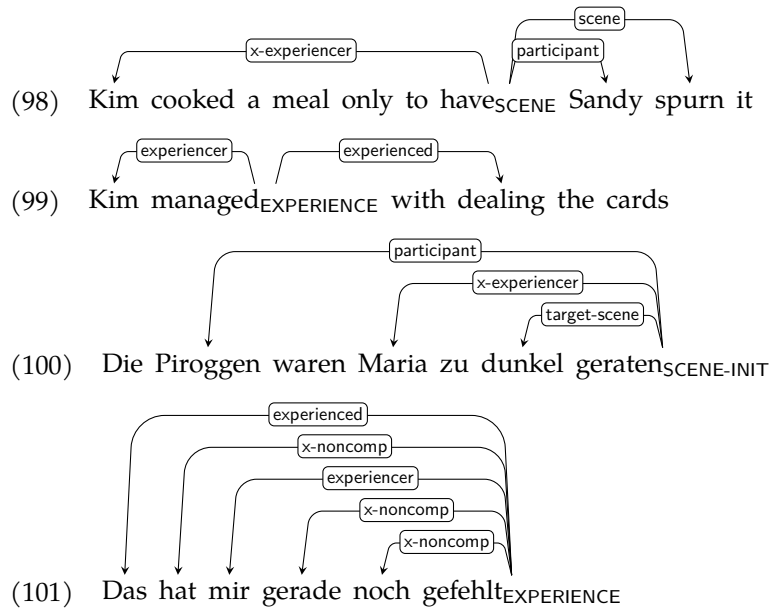 scene
x-experiencer participant
(98) Kim cooked a meal only to haveSCENE Sandy spurn it
experiencer experienced
(99) Kim managedEXPERIENCE with dealing the cards
participant
x-experiencer
target-scene
(100) Die Piroggen waren Maria zu dunkel geratenSCENE-INIT
experienced
x-noncomp
experiencer
x-noncomp
x-noncomp
(101) Das hat mir gerade noch gefehltEXPERIENCE